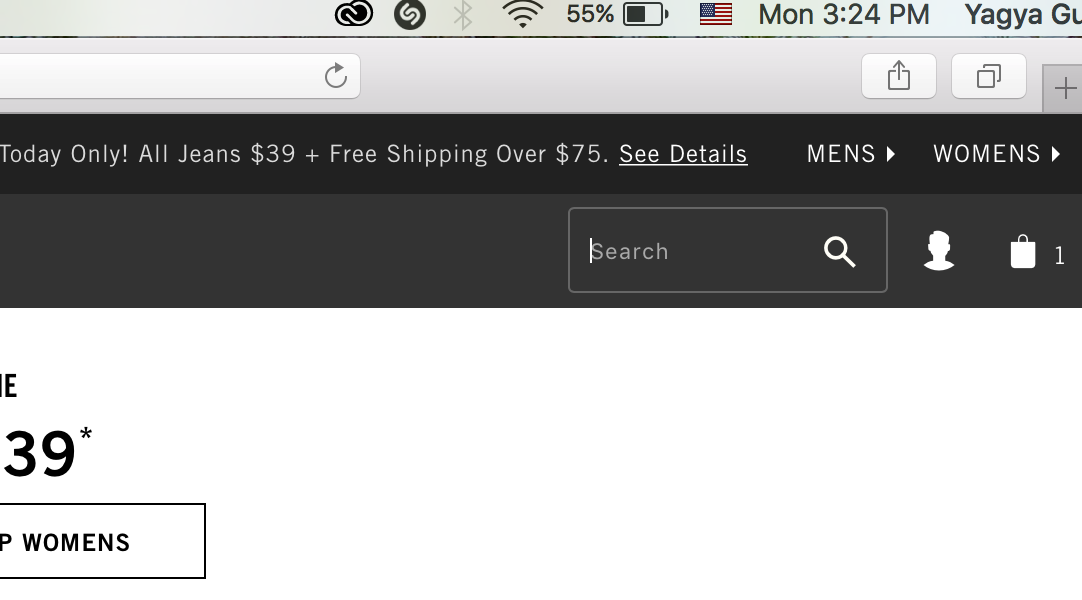 55% Mon 3:24 PM Yagya Gu
Today Only! All Jeans $39 + Free Shipping Over $75. See Details MENS WOMENS
Search 1
IE
39*
P WOMENS